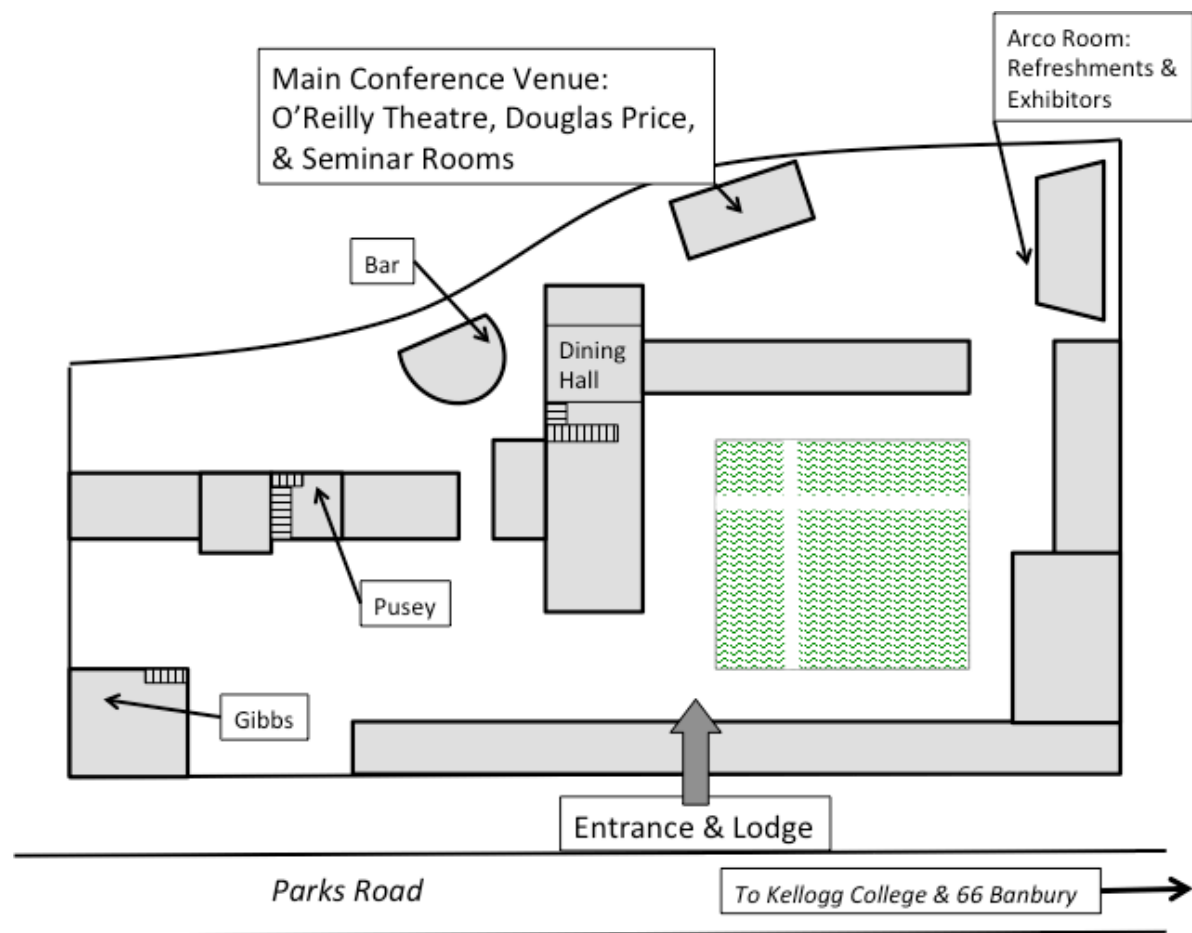 Main Conference Venue:
O’Reilly Theatre, Douglas Price,
& Seminar Rooms
Arco Room:
Refreshments &
Exhibitors
Bar
Dining
Hall
Pusey
Gibbs
Entrance & Lodge
Parks Road
To Kellogg College & 66 Banbury